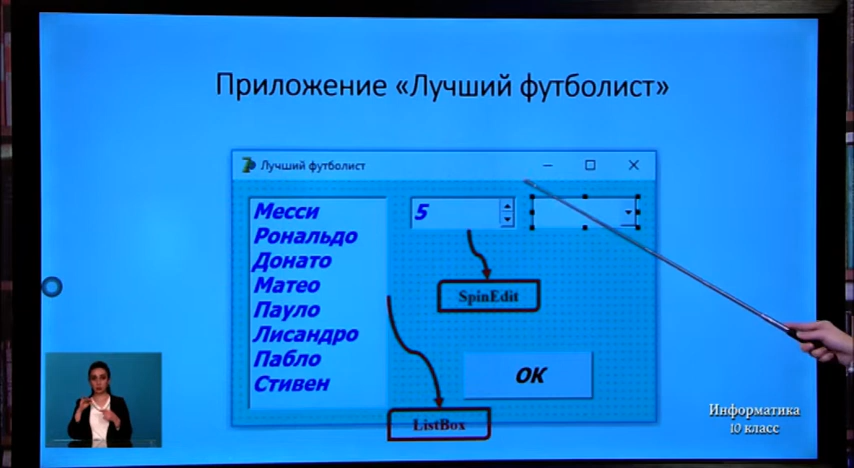 Приложение «Лучший футболист»
Лучший футболист
Месси
Рональдо
Донато
Матео
Пауло
Лисандро
Пабло
Стивен
5
SpinEdit
OK
ListBox
Информатика
10 класс